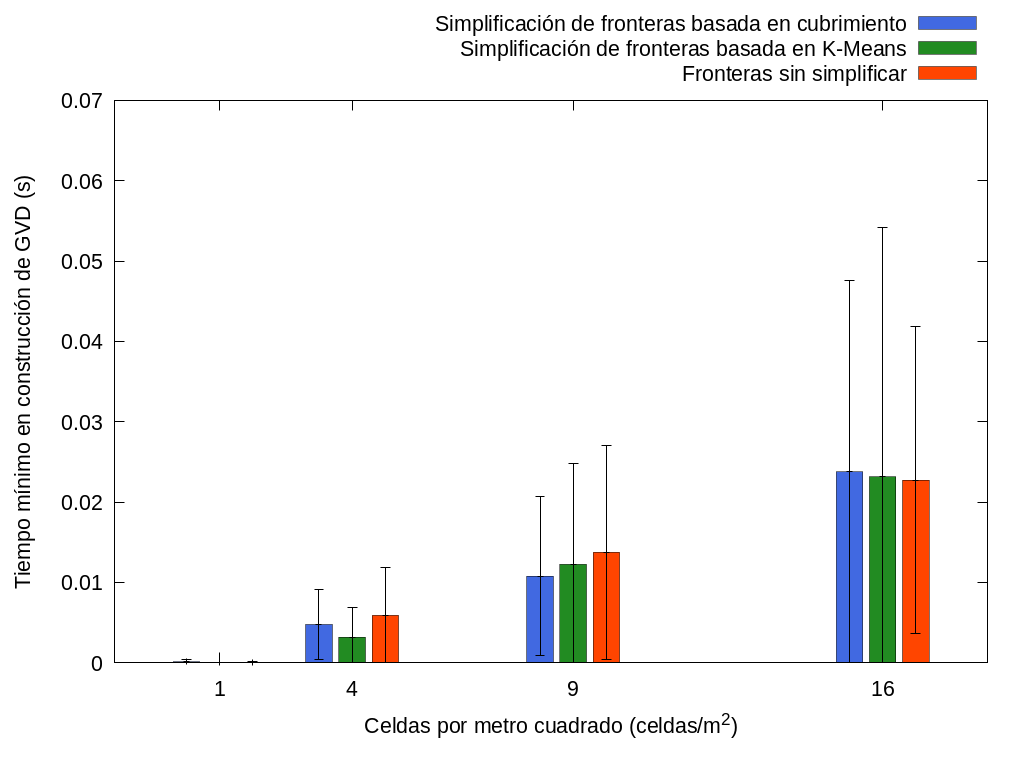 Simplificación de fronteras basada en cubrimiento
Simplificación de fronteras basada en K-Means
Fronteras sin simplificar
0.07
0.06
0.05
0.04
0.03
0.02
0.01
0
Tiempo mínimo en construcción de GVD (s)
1 4 9 16
Celdas por metro cuadrado (celdas/m²)